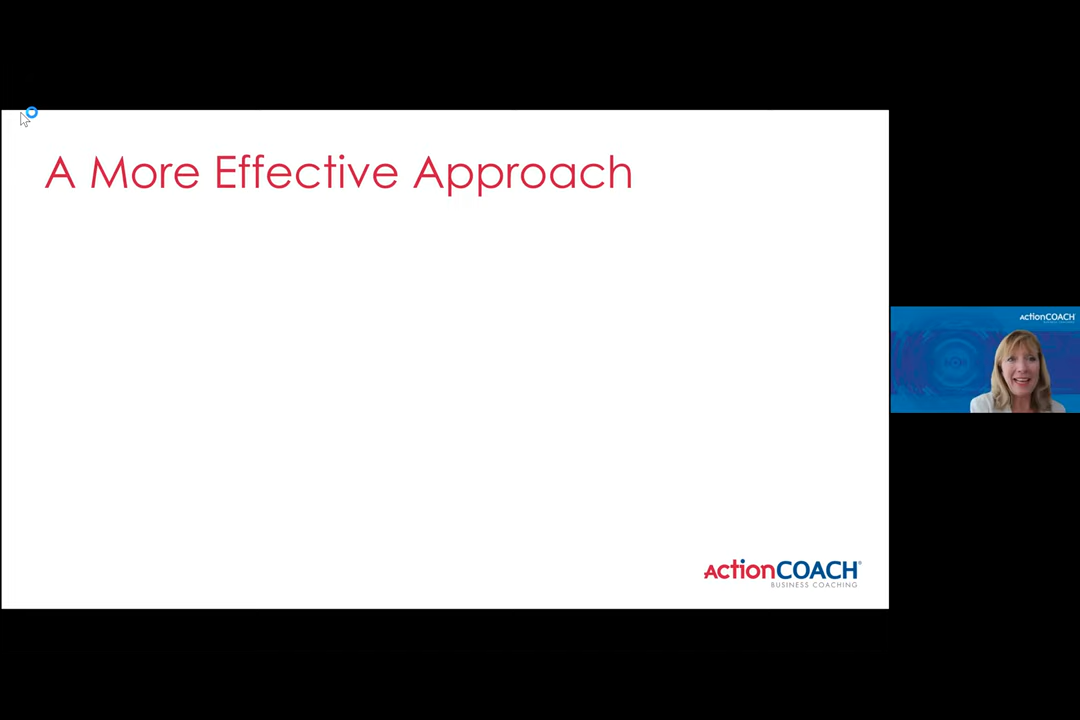 A More Effective Approach
actionCOACH
actionCOACH®
BUSINESS COACHING